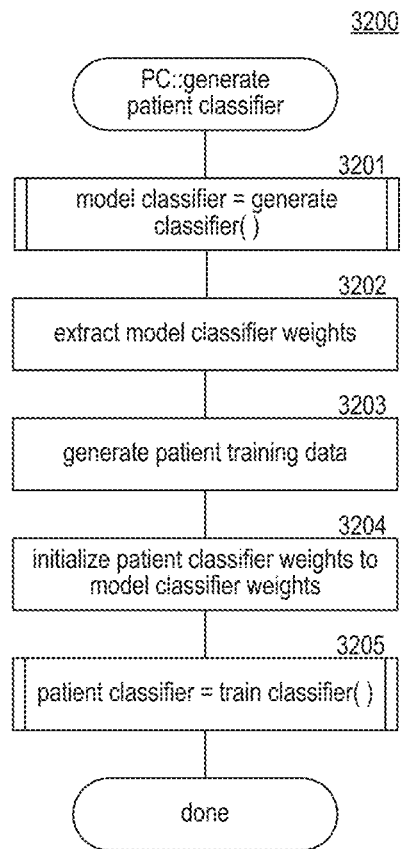 3200
PC::generate
patient classifier
3201
model classifier = generate
classifier( )
3202
extract model classifier weights
3203
generate patient training data
3204
initialize patient classifier weights to
model classifier weights
3205
patient classifier = train classifier( )
done